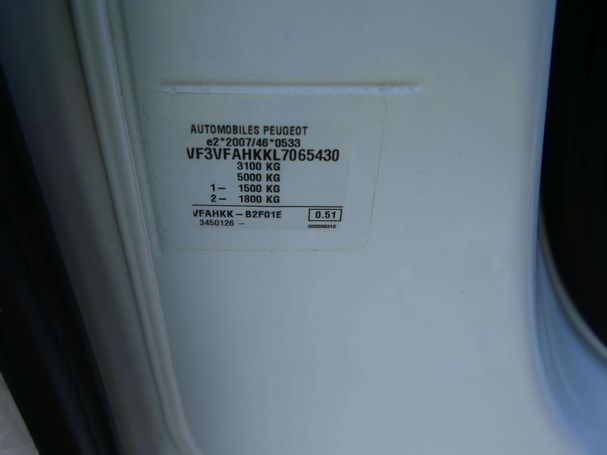 AUTOMOBILES PEUGEOT
e2*2007/46*0533
VF3VFAHKKL7065430
3100 KG
5000 KG
1- 1500 KG
2- 1800 KG
VFAHKK-B2F01E 0.51
3450126 -